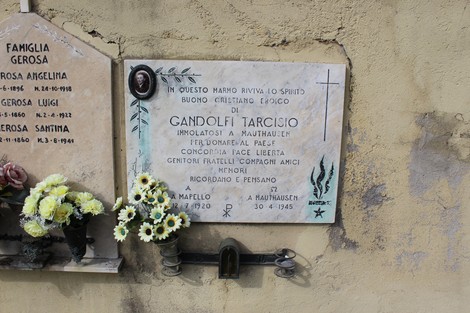 FAMIGLIA
GEROSA
ROSA ANGELINA
GEROSA LUIGI
GEROSA SANTINA
IN QUESTO MARMO RIVIVA LO SPIRITO
BUONO CRISTIANO EROICO
DI
GANDOLFI TARCISIO
IMMOLATOSI A MAUTHAUSEN
PER DONARE AL PAESE
CONCORDIA PACE LIBERTA
GENITORI FRATELLI COMPAGNI AMICI
MEMORI
RICORDANO E PENSANO
Ω
A MAPELLO
A MAUTHAUSEN
1920
30-4-1945